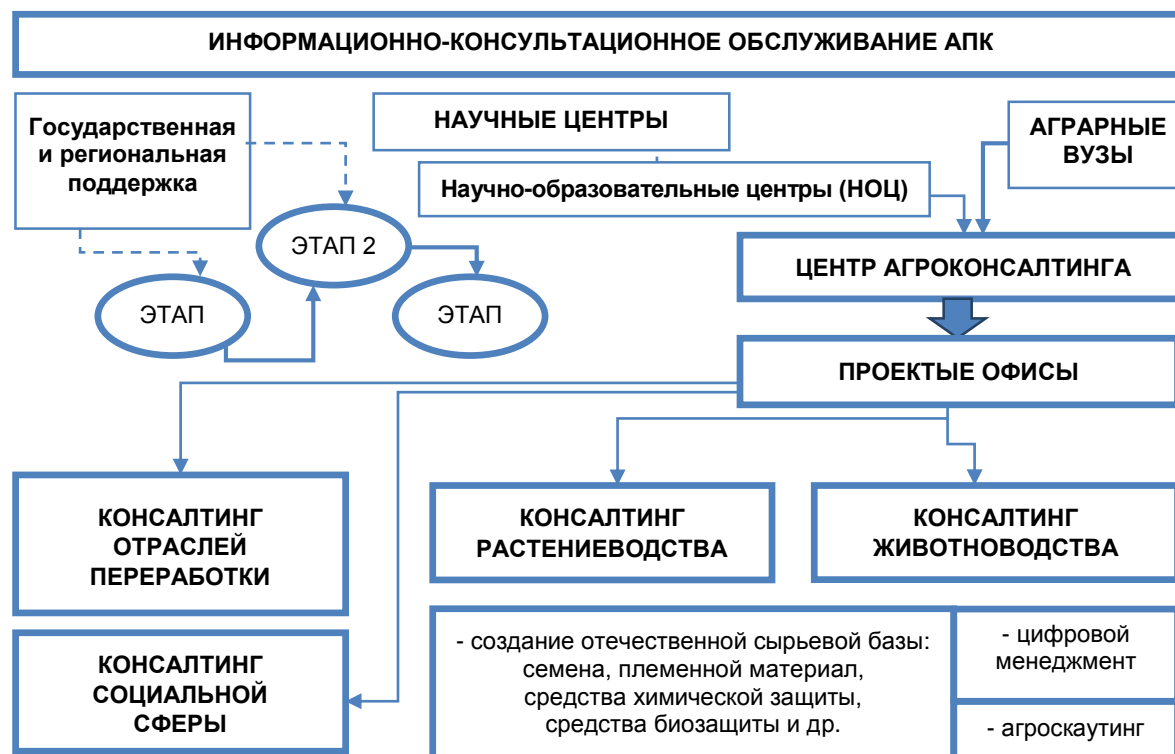 ИНФОРМАЦИОННО-КОНСУЛЬТАЦИОННОЕ ОБСЛУЖИВАНИЕ АПК
Государственная
и региональная
поддержка
НАУЧНЫЕ ЦЕНТРЫ
АГРАРНЫЕ
ВУЗЫ
Научно-образовательные центры (НОЦ)
ЭТАП 2
ЦЕНТР АГРОКОНСАЛТИНГА
ЭТАП
ЭТАП
ПРОЕКТЫЕ ОФИСЫ
КОНСАЛТИНГ
ОТРАСЛЕЙ
ПЕРЕРАБОТКИ
КОНСАЛТИНГ
РАСТЕНИЕВОДСТВА
КОНСАЛТИНГ
ЖИВОТНОВОДСТВА
КОНСАЛТИНГ
СОЦИАЛЬНОЙ
СФЕРЫ
- создание отечественной сырьевой базы:
семена, племенной материал,
средства химической защиты,
средства биозащиты и др.
- цифровой
менеджмент
- агроскаутинг